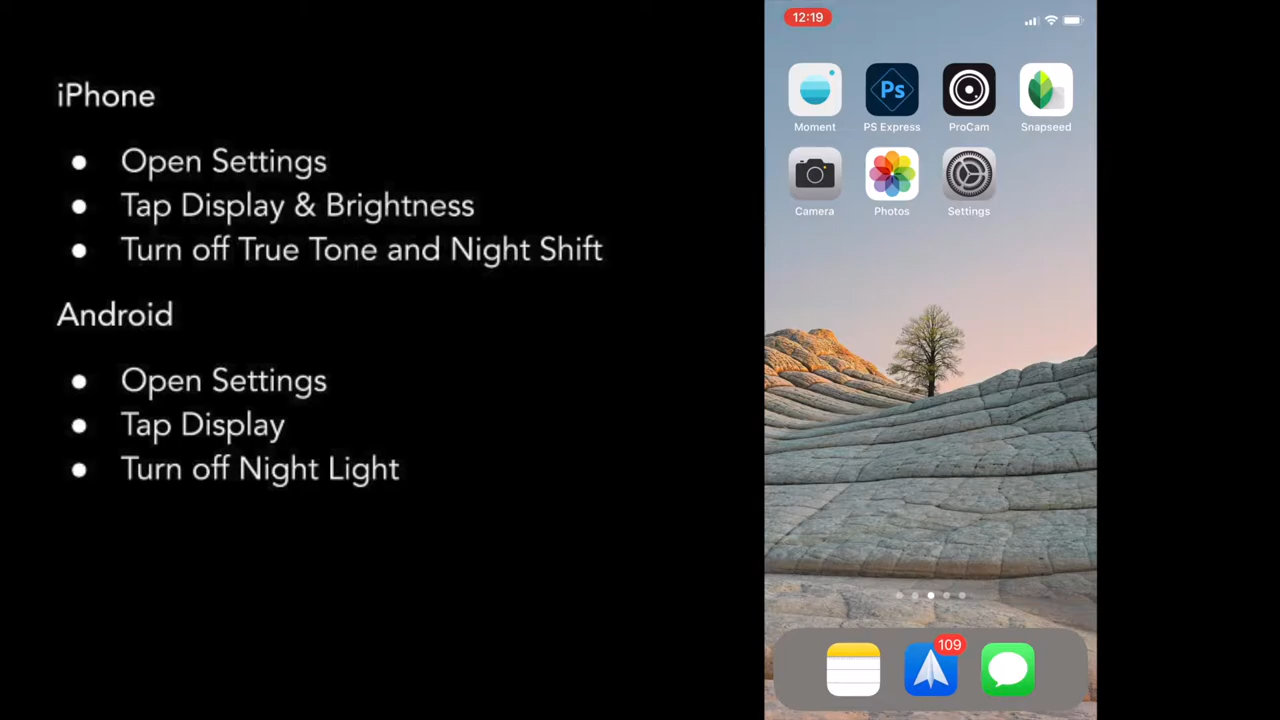 iPhone
● Open Settings
● Tap Display & Brightness
● Turn off True Tone and Night Shift
Android
● Open Settings
● Tap Display
● Turn off Night Light
12:19
Ps
Moment PS Express ProCam Snapseed
Camera Photos Settings
109